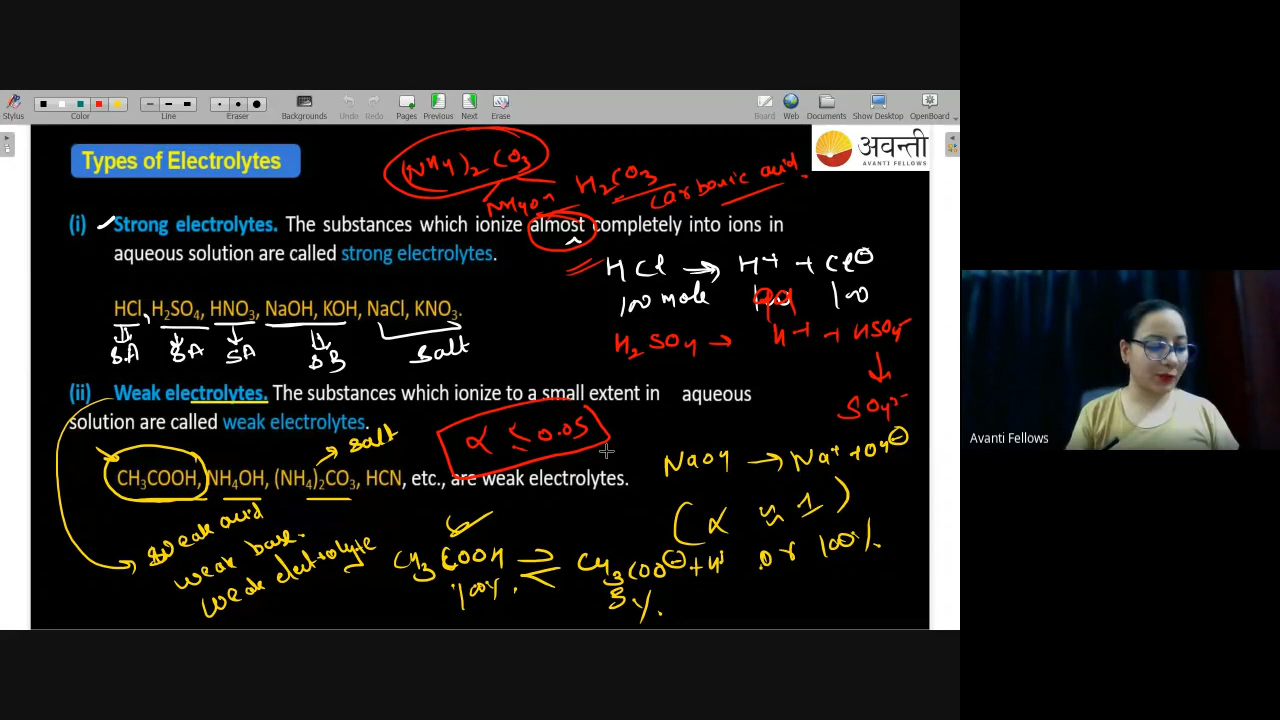 Stylus
Color
Line
Eraser
Backgrounds
Undo
Redo
Pages
Previous
Next
Erase
Board
Web
Documents
Show Desktop
OpenBoard
Types of Electrolytes
(NH4)2 CO3
H2CO3
carbonic acid
NH4OH
अवन्ती
AVANTI FELLOWS
(i) Strong electrolytes. The substances which ionize almost completely into ions in
aqueous solution are called strong electrolytes.
HCl → H+ + Cl⊖
100 mole 99 100
HCl, H2SO4, HNO3, NaOH, KOH, NaCl, KNO3.
SA SA SA SB salt
H2SO4 → H+ + HSO4-
SO4 2-
(ii) Weak electrolytes. The substances which ionize to a small extent in aqueous
solution are called weak electrolytes.
α ≤ 0.05
→ salt
NaOH → Na+ + OH⊖
CH3COOH, NH4OH, (NH4)2CO3, HCN, etc., are weak electrolytes.
(α ≈ 1)
or 100%
weak acid
weak base.
weak electrolyte
CH3COOH ⇌ CH3COO⊖ + H+
100%. 5%.
Avanti Fellows